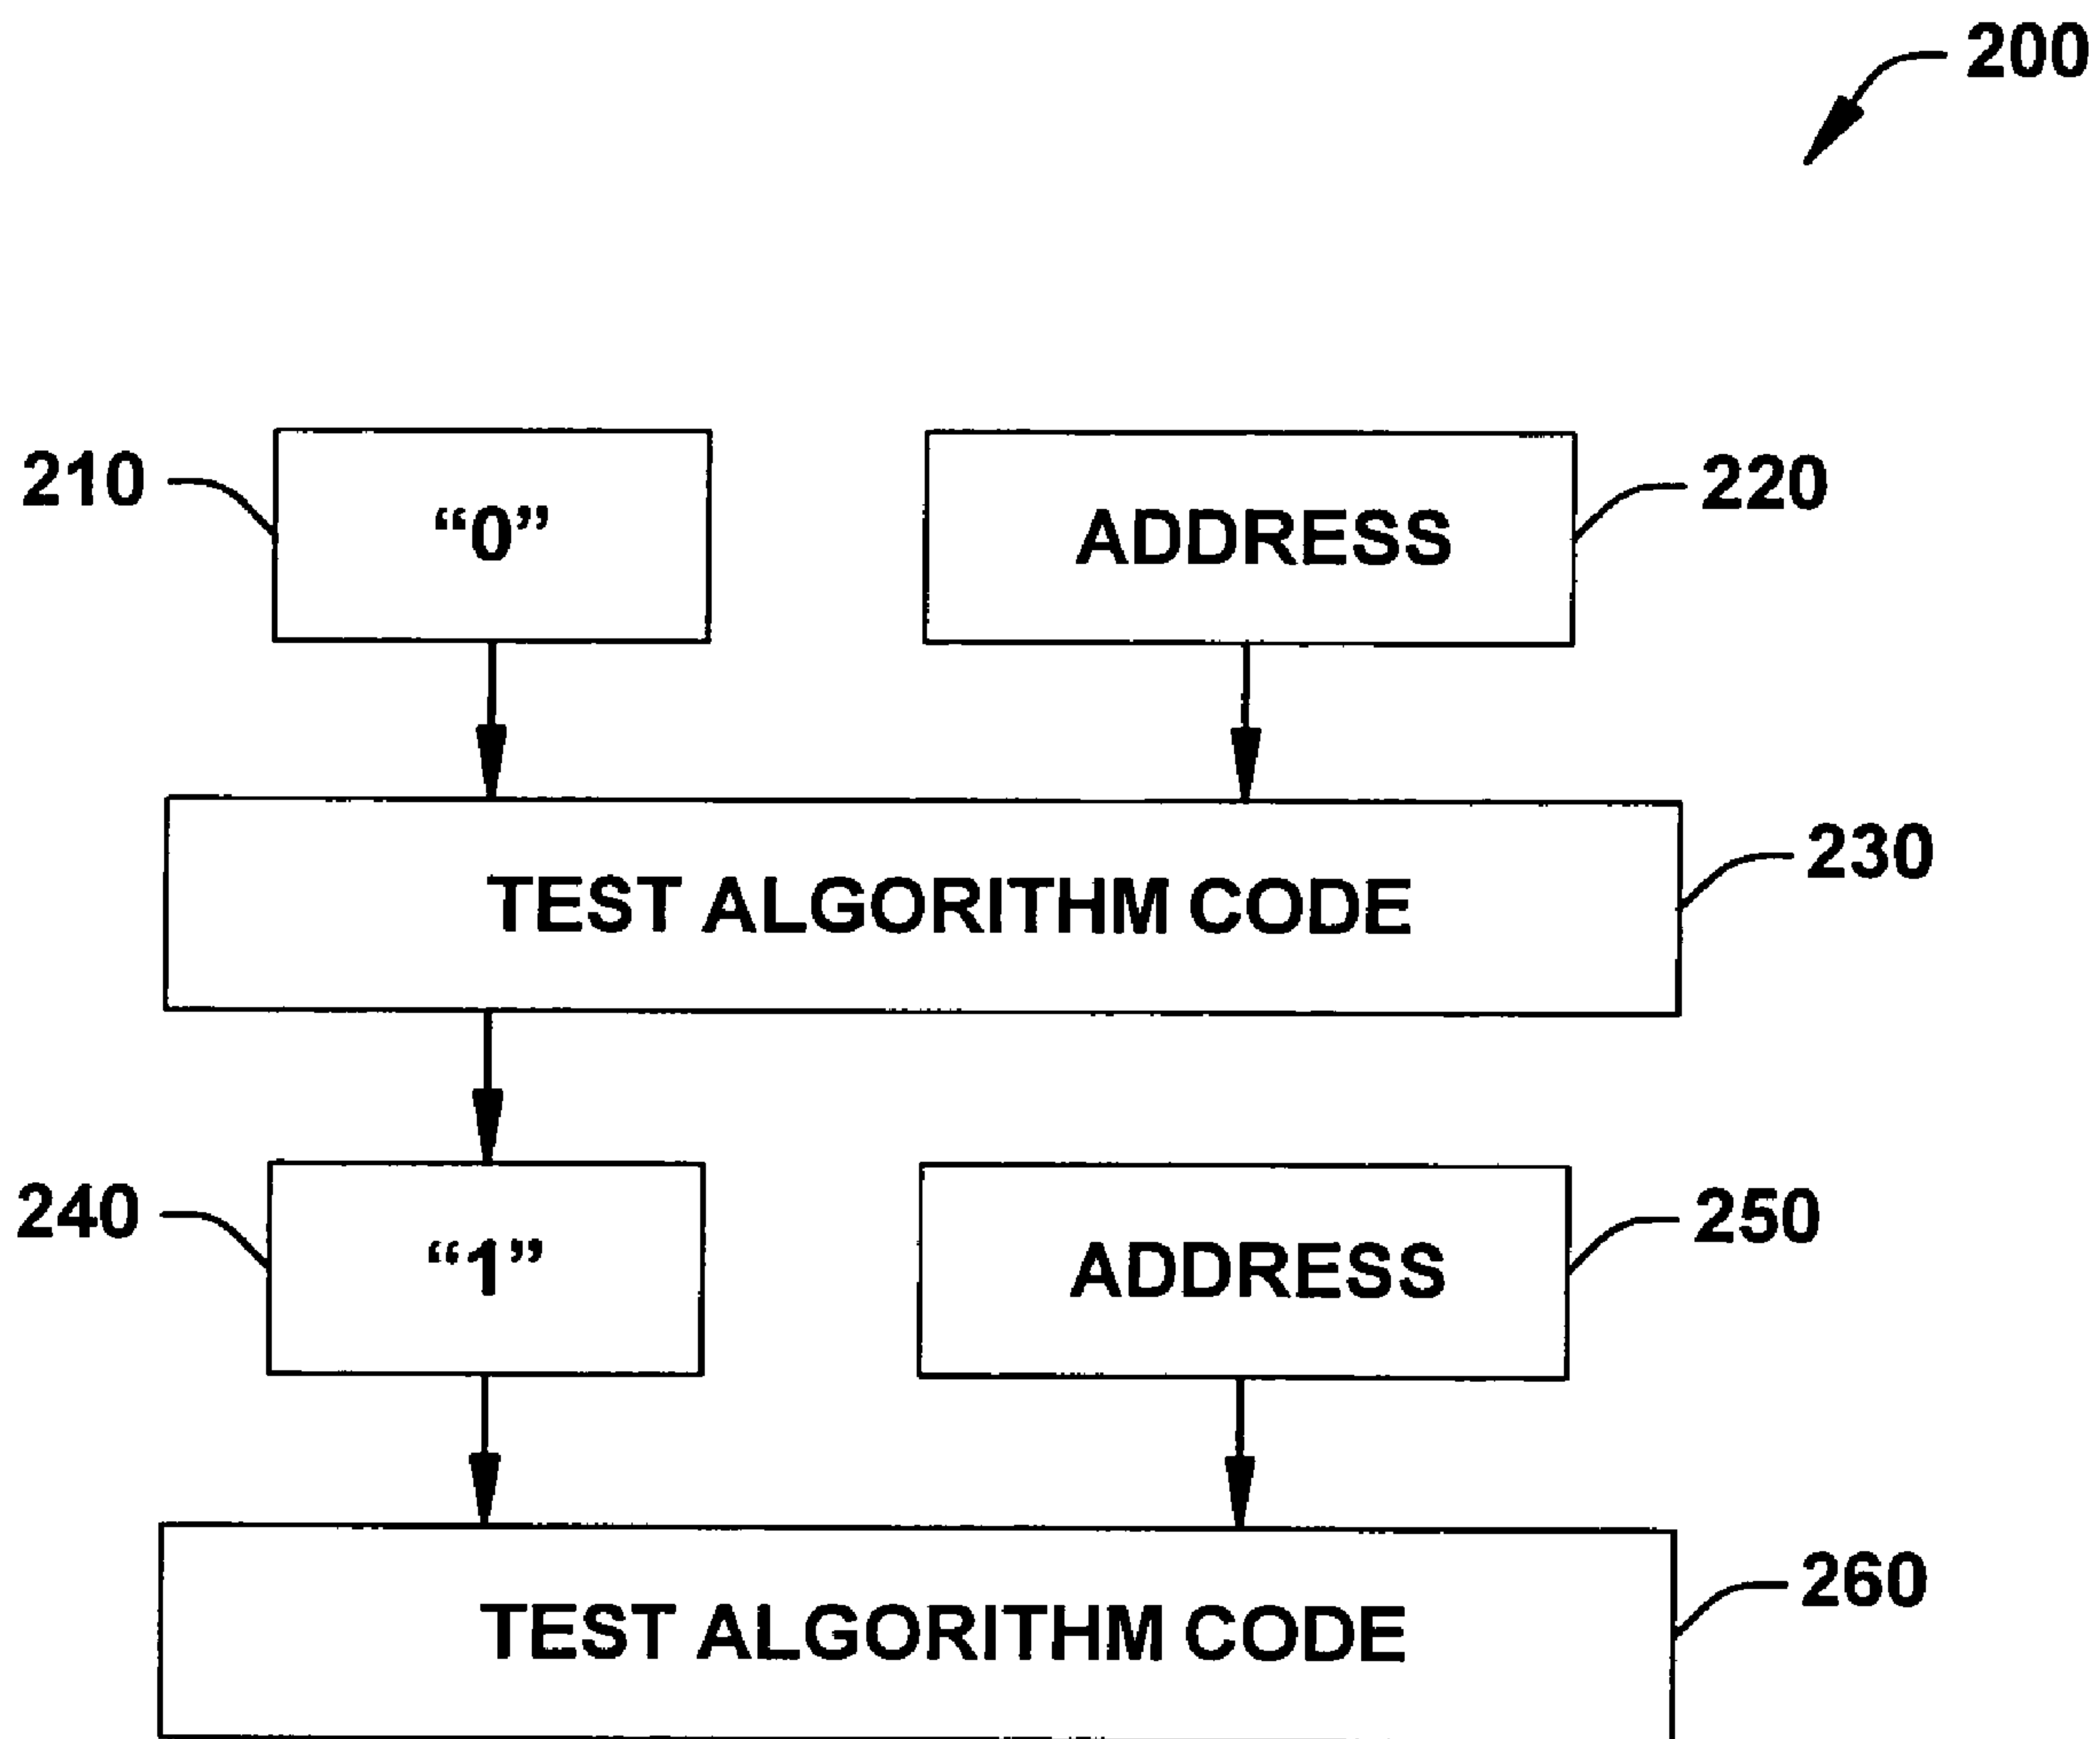 200
210
“0”
ADDRESS
220
TEST ALGORITHM CODE
230
240
“1”
ADDRESS
250
TEST ALGORITHM CODE
260